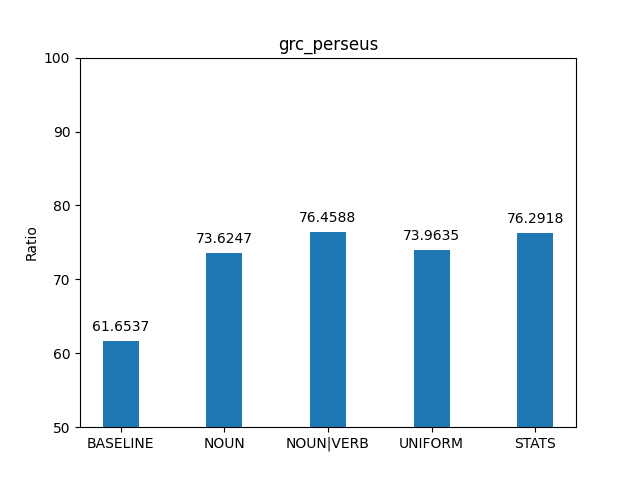 grc_perseus
100
90
80
70
60
50
Ratio
61.6537
73.6247
76.4588
73.9635
76.2918
BASELINE
NOUN
NOUN|VERB
UNIFORM
STATS